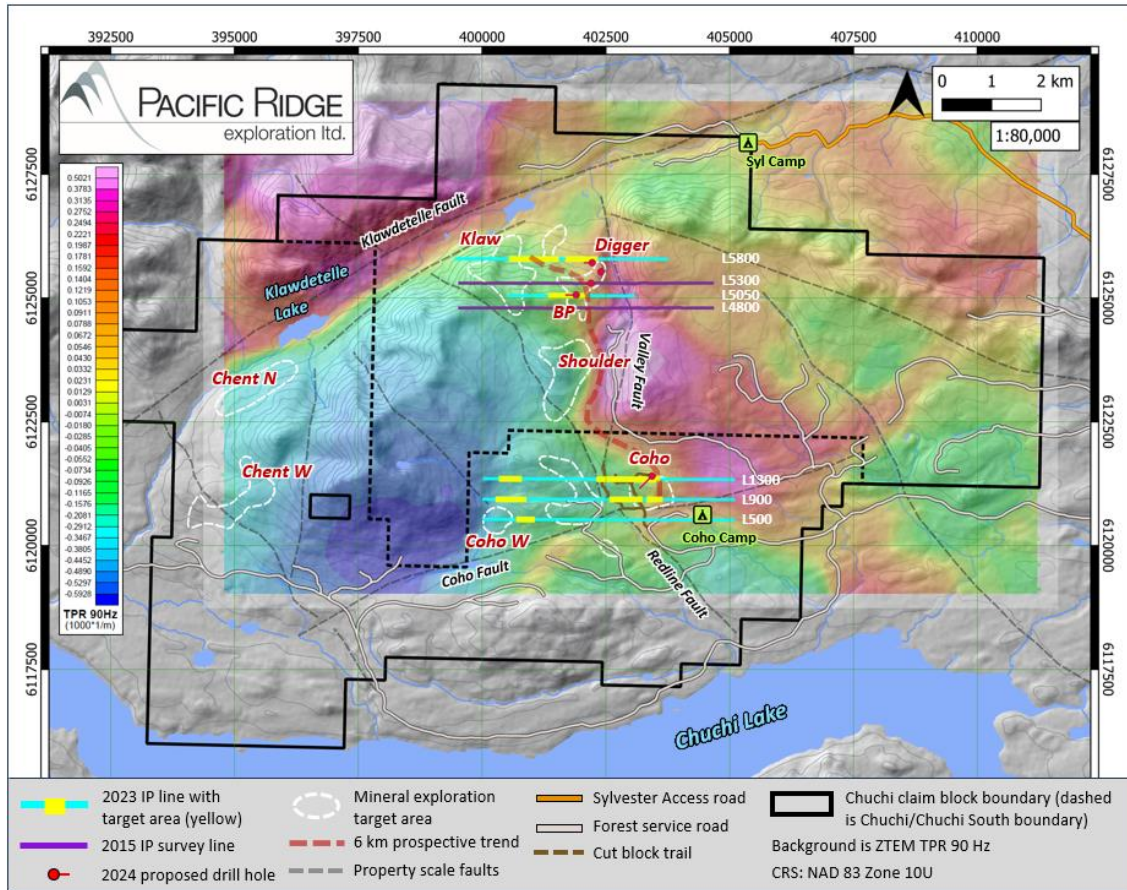 392500 395000 397500 400000 402500 405000 407500 410000
PACIFIC RIDGE
exploration ltd.
0 1 2 km
1:80,000
6127500
6125000
6122500
6120000
6117500
6127500
6125000
6122500
6120000
6117500
0.5021
0.3783
0.3135
0.2752
0.2494
0.2221
0.1987
0.1781
0.1592
0.1404
0.1219
0.1053
0.0911
0.0788
0.0672
0.0546
0.0430
0.0332
0.0231
0.0129
0.0031
-0.0074
-0.0180
-0.0285
-0.0405
-0.0552
-0.0734
-0.0940
-0.1165
-0.1576
-0.2081
-0.2912
-0.3467
-0.3805
-0.4452
-0.4890
-0.5297
-0.5928
TPR 90Hz
(1000*1/m)
Syl Camp
Klawdetelle Fault
Klawdetelle
Lake
Klaw
Digger
L5800
L5300
L5050
L4800
BP
Shoulder
Valley Fault
Chent N
Chent W
Coho
L1300
L900
L500
Coho W
Coho Camp
Coho Fault
Redline Fault
Chuchi Lake
2023 IP line with
target area (yellow)
2015 IP survey line
2024 proposed drill hole
Mineral exploration
target area
6 km prospective trend
Property scale faults
Sylvester Access road
Forest service road
Cut block trail
Chuchi claim block boundary (dashed
is Chuchi/Chuchi South boundary)
Background is ZTEM TPR 90 Hz
CRS: NAD 83 Zone 10U